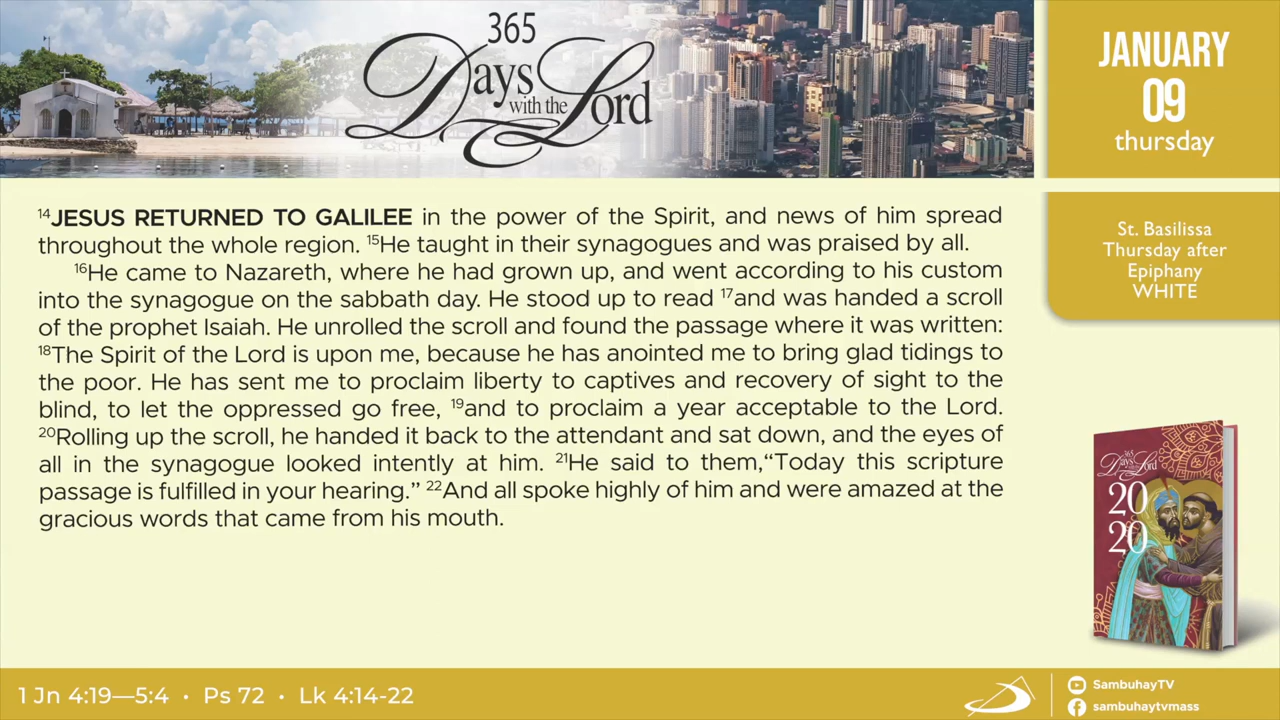 365
Days with the Lord
JANUARY
09
thursday
St. Basilissa
Thursday after
Epiphany
WHITE
14JESUS RETURNED TO GALILEE in the power of the Spirit, and news of him spread
throughout the whole region. 15He taught in their synagogues and was praised by all.
16He came to Nazareth, where he had grown up, and went according to his custom
into the synagogue on the sabbath day. He stood up to read 17and was handed a scroll
of the prophet Isaiah. He unrolled the scroll and found the passage where it was written:
18The Spirit of the Lord is upon me, because he has anointed me to bring glad tidings to
the poor. He has sent me to proclaim liberty to captives and recovery of sight to the
blind, to let the oppressed go free, 19and to proclaim a year acceptable to the Lord.
20Rolling up the scroll, he handed it back to the attendant and sat down, and the eyes of
all in the synagogue looked intently at him. 21He said to them,“Today this scripture
passage is fulfilled in your hearing.” 22And all spoke highly of him and were amazed at the
gracious words that came from his mouth.
365
Days with the Lord
20
20
1 Jn 4:19—5:4 • Ps 72 • Lk 4:14-22
SambuhayTV
sambuhaytvmass